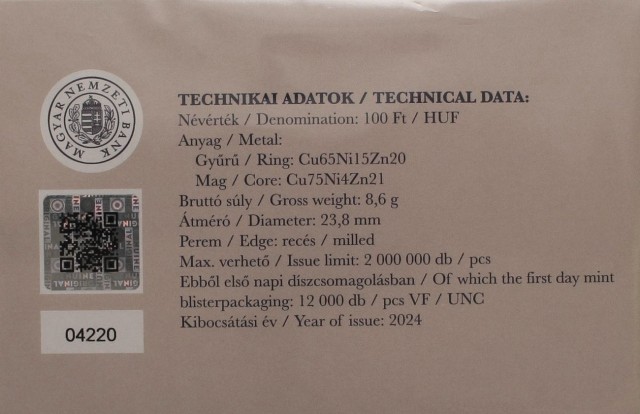 MAGYAR NEMZETI BANK
TECHNIKAI ADATOK / TECHNICAL DATA:
Névérték / Denomination: 100 Ft / HUF
Anyag / Metal:
Gyűrű / Ring: Cu65Ni15Zn20
Mag / Core: Cu75Ni4Zn21
Bruttó súly / Gross weight: 8,6 g
Átmérő / Diameter: 23,8 mm
Perem / Edge: recés / milled
Max. verhető / Issue limit: 2 000 000 db / pcs
Ebből első napi díszcsomagolásban / Of which the first day mint
blisterpackaging: 12 000 db / pcs VF / UNC
Kibocsátási év / Year of issue: 2024
04220